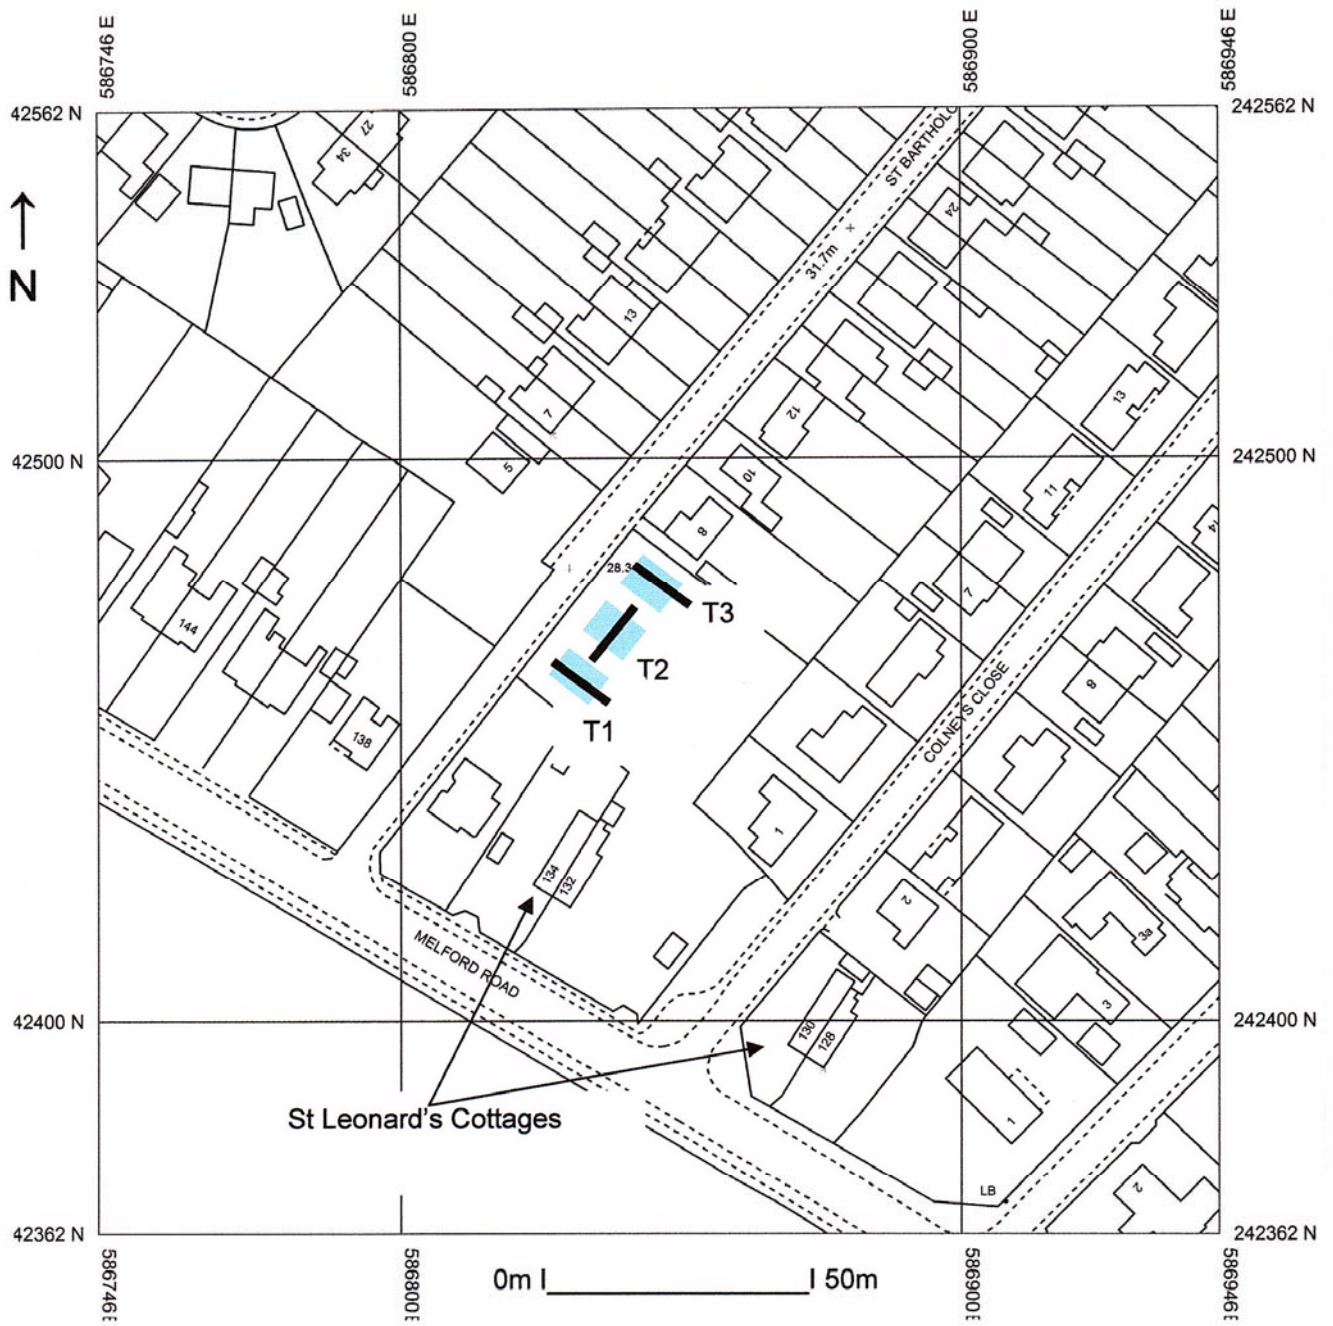 586746 E
586800 E
586900 E
586946 E
42562 N
242562 N
27
34
ST BARTHOLO
24
31.7m
N
13
7
12
13
42500 N
5
10
11
242500 N
14
8
28.3
T3
7
144
T2
8
COLNEYS CLOSE
T1
138
1
134
132
2
3a
MELFORD ROAD
3
42400 N
130
128
242400 N
St Leonard's Cottages
1
LB
2
42362 N
242362 N
586746E
586800E
586900E
586946E
0m
50m